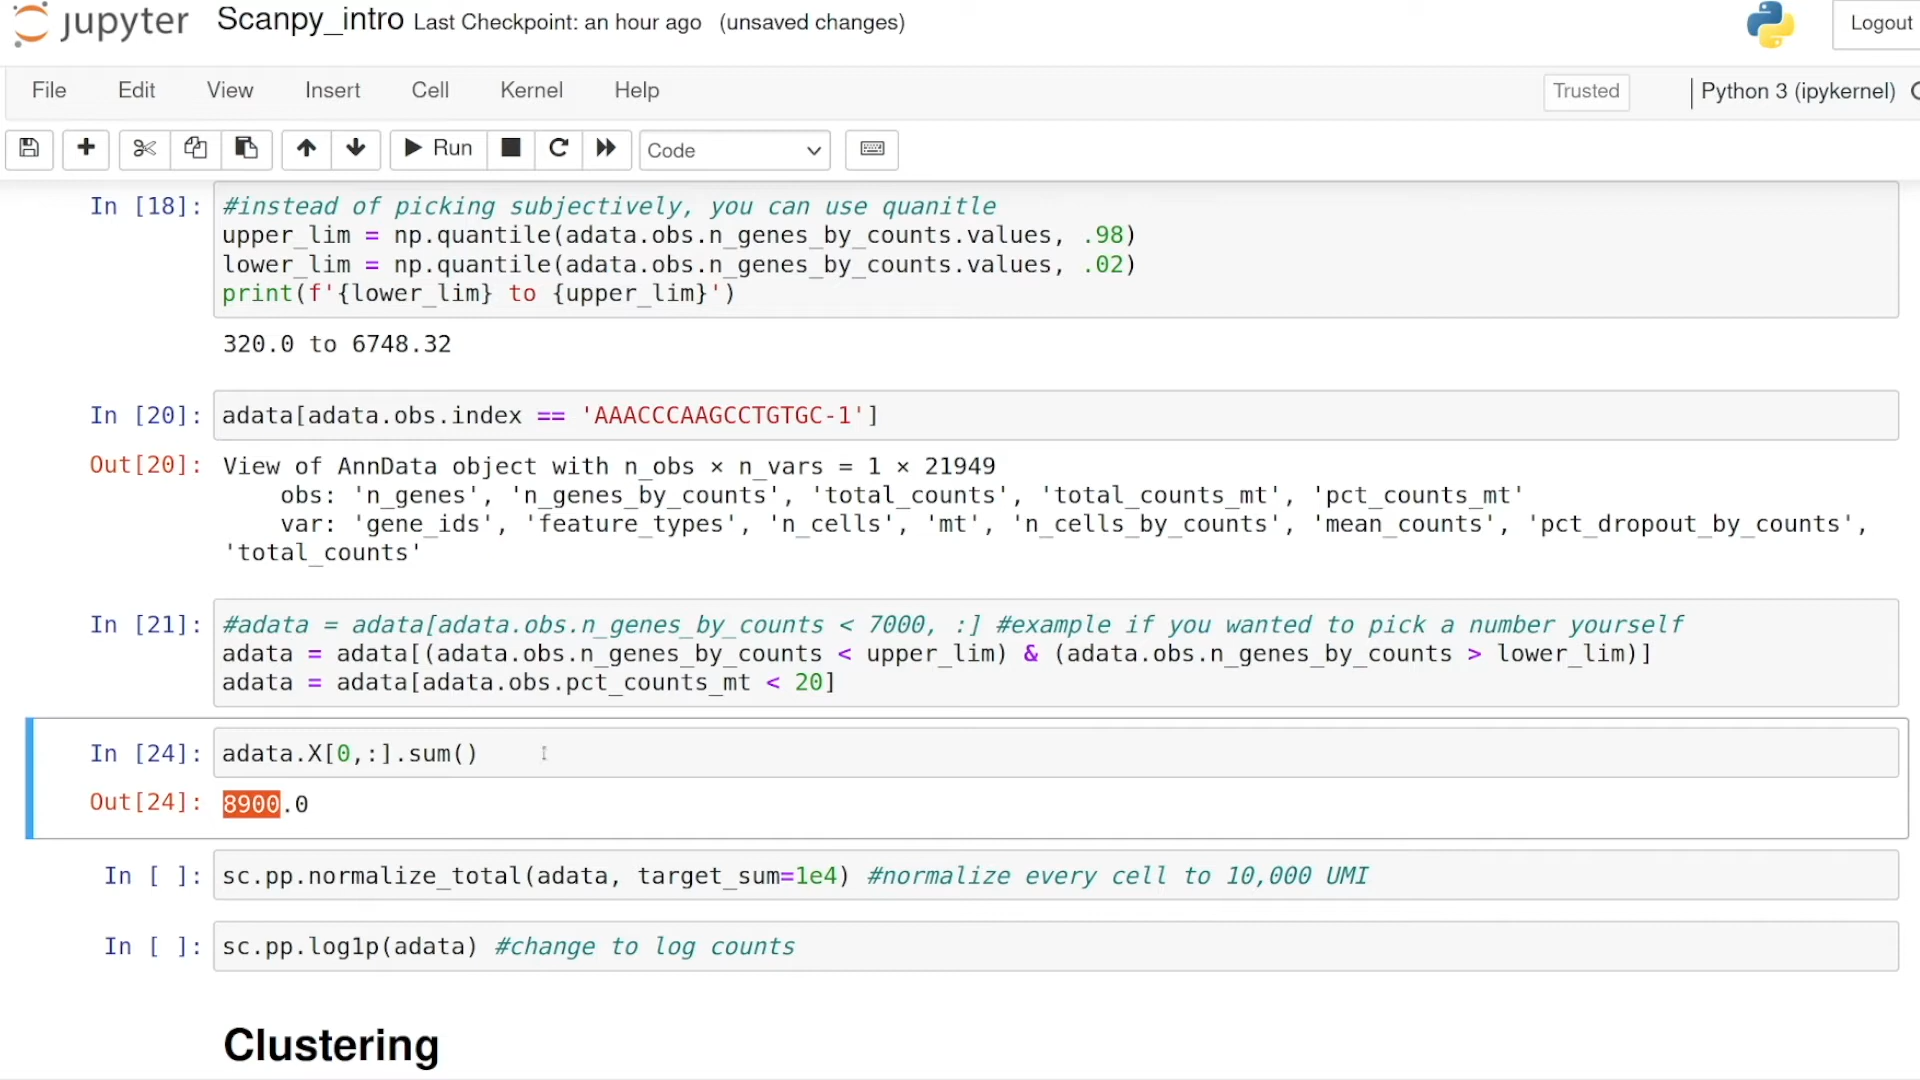 jupyter Scanpy_intro Last Checkpoint: an hour ago (unsaved changes) Logout
File Edit View Insert Cell Kernel Help Trusted Python 3 (ipykernel)
Run Code
In [18]: #instead of picking subjectively, you can use quanitle
upper_lim = np.quantile(adata.obs.n_genes_by_counts.values, .98)
lower_lim = np.quantile(adata.obs.n_genes_by_counts.values, .02)
print(f'{lower_lim} to {upper_lim}')
320.0 to 6748.32
In [20]: adata[adata.obs.index == 'AAACCCAAGCCTGTGC-1']
Out[20]: View of AnnData object with n_obs × n_vars = 1 × 21949
obs: 'n_genes', 'n_genes_by_counts', 'total_counts', 'total_counts_mt', 'pct_counts_mt'
var: 'gene_ids', 'feature_types', 'n_cells', 'mt', 'n_cells_by_counts', 'mean_counts', 'pct_dropout_by_counts',
'total_counts'
In [21]: #adata = adata[adata.obs.n_genes_by_counts < 7000, :] #example if you wanted to pick a number yourself
adata = adata[(adata.obs.n_genes_by_counts < upper_lim) & (adata.obs.n_genes_by_counts > lower_lim)]
adata = adata[adata.obs.pct_counts_mt < 20]
In [24]: adata.X[0,:].sum()
Out[24]: 8900.0
In [ ]: sc.pp.normalize_total(adata, target_sum=1e4) #normalize every cell to 10,000 UMI
In [ ]: sc.pp.log1p(adata) #change to log counts
Clustering